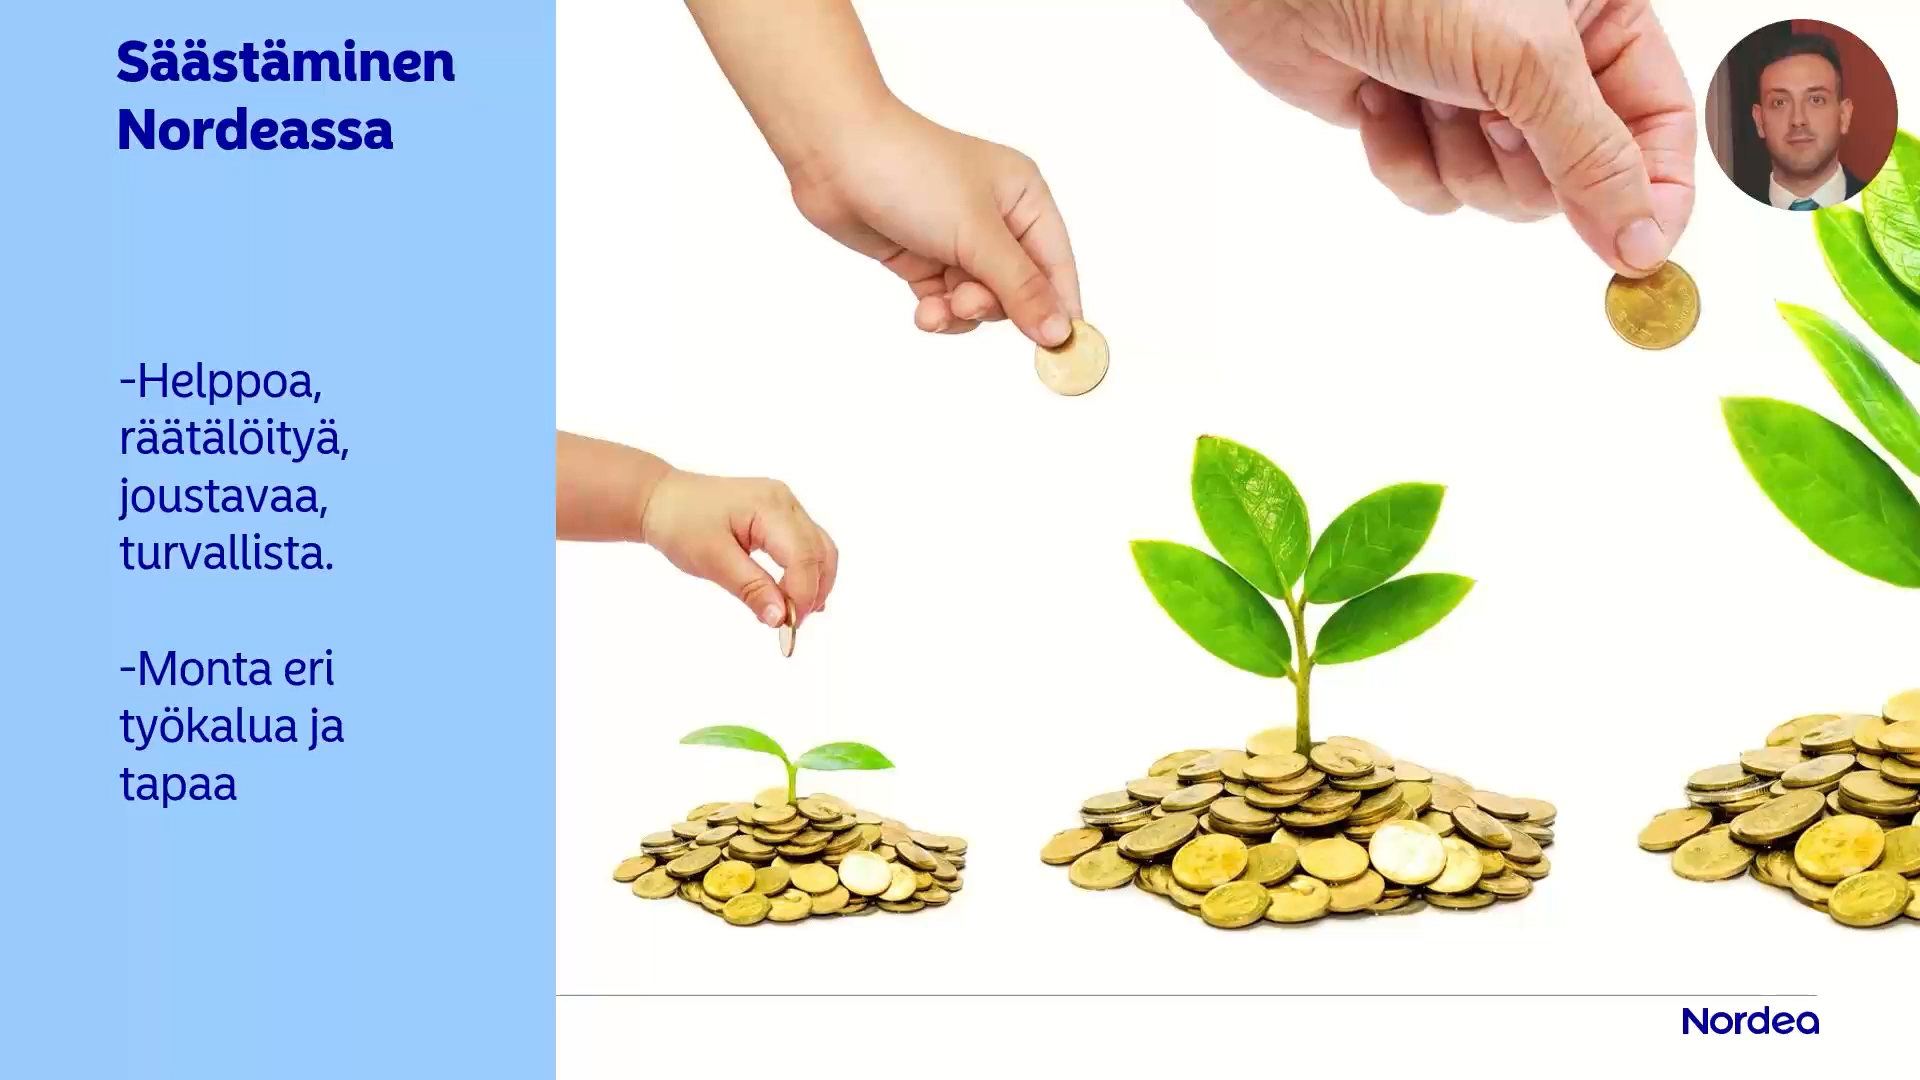 Säästäminen
Nordeassa
-Helppoa,
räätälöityä,
joustavaa,
turvallista.
-Monta eri
työkalua ja
tapaa
Nordea